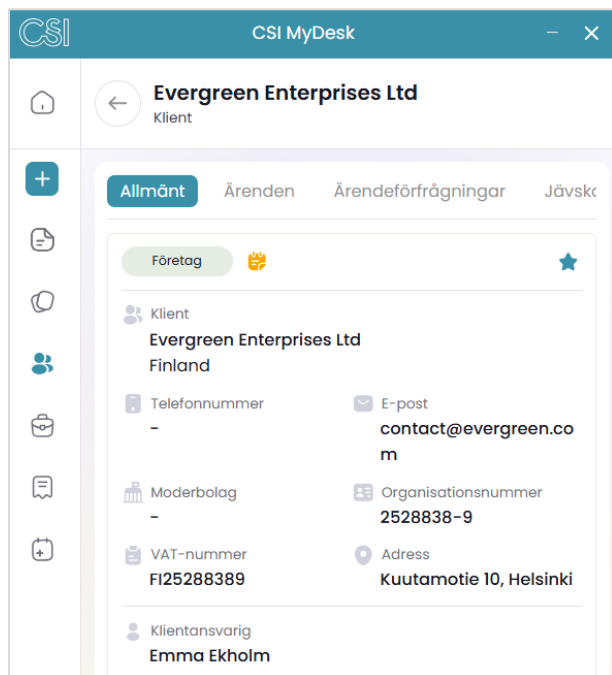 CSI
CSI MyDesk
Evergreen Enterprises Ltd
Klient
Allmänt Ärenden Ärendeförfrågningar Jävsko
Företag
Klient
Evergreen Enterprises Ltd
Finland
Telefonnummer E-post
- contact@evergreen.co
m
Moderbolag Organisationsnummer
- 2528838-9
VAT-nummer Adress
FI25288389 Kuutamotie 10, Helsinki
Klientansvarig
Emma Ekholm